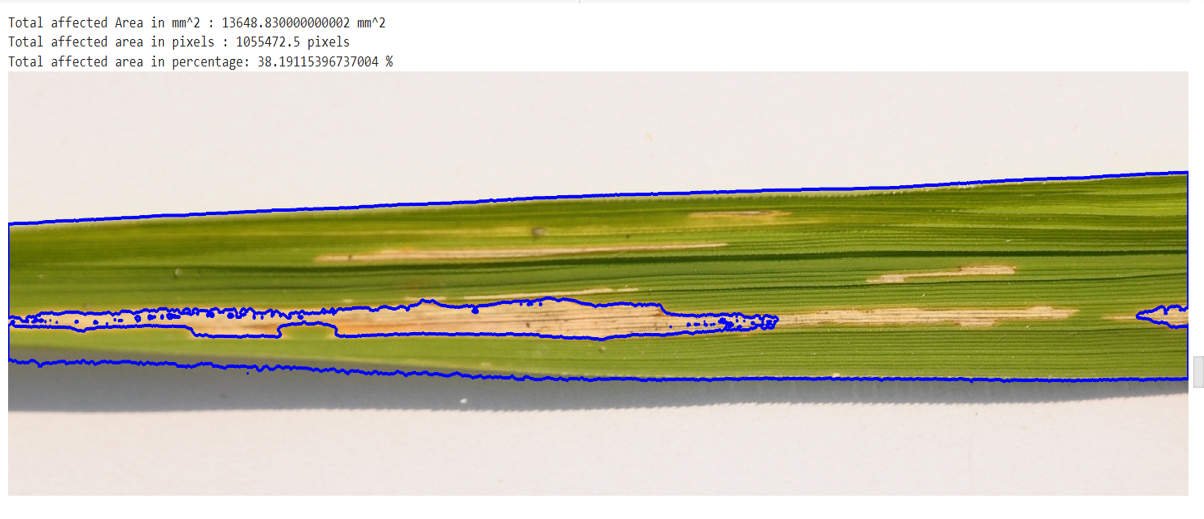 Total affected Area in mm^2 : 13648.830000000002 mm^2
Total affected area in pixels : 1055472.5 pixels
Total affected area in percentage: 38.19115396737004 %